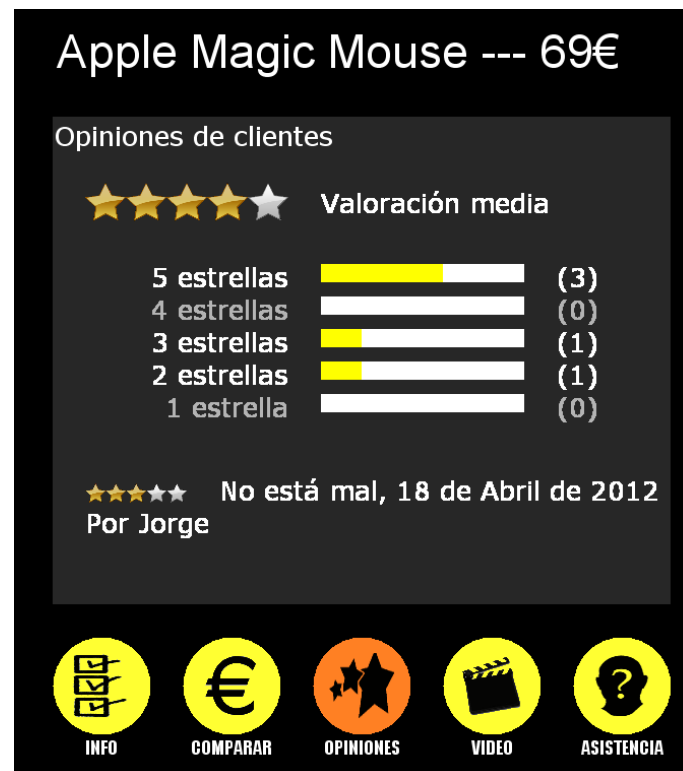 Apple Magic Mouse --- 69€
Opiniones de clientes
Valoración media
5 estrellas (3)
4 estrellas (0)
3 estrellas (1)
2 estrellas (1)
1 estrella (0)
No está mal, 18 de Abril de 2012
Por Jorge
€ ?
INFO COMPARAR OPINIONES VIDEO ASISTENCIA